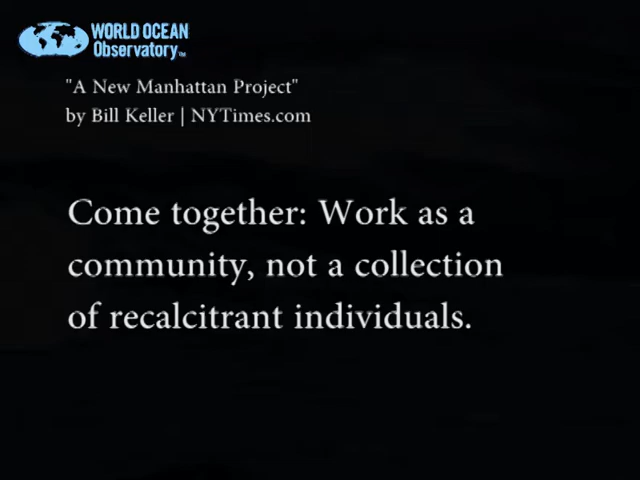 WORLD OCEAN
Observatory™
"A New Manhattan Project"
by Bill Keller | NYTimes.com
Come together: Work as a
community, not a collection
of recalcitrant individuals.